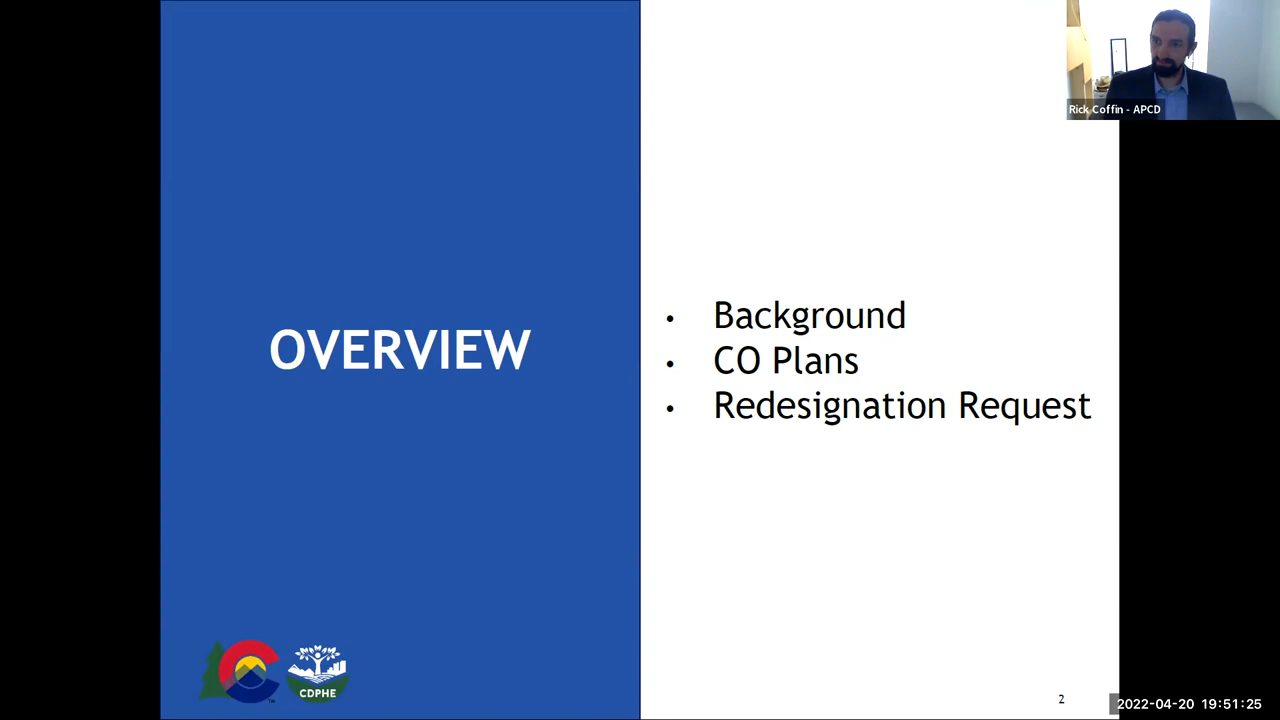 Rick Coffin - APCD
OVERVIEW
• Background
• CO Plans
• Redesignation Request
CDPHE
2
2022-04-20 19:51:25